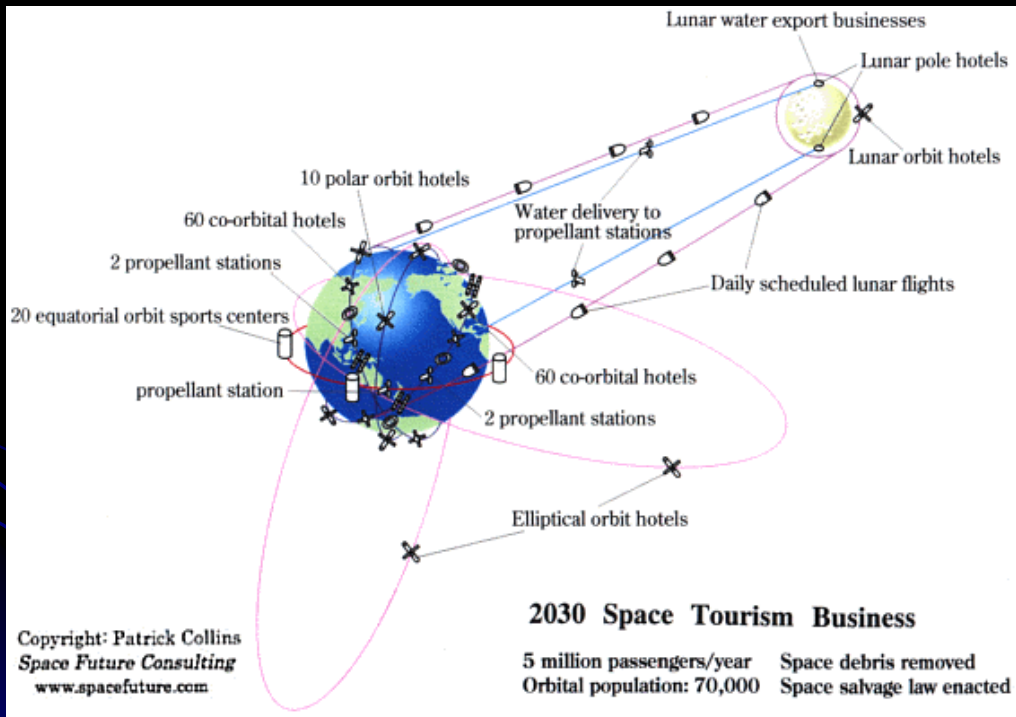 Lunar water export businesses
Lunar pole hotels
Lunar orbit hotels
10 polar orbit hotels
60 co-orbital hotels
Water delivery to
propellant stations
2 propellant stations
Daily scheduled lunar flights
20 equatorial orbit sports centers
60 co-orbital hotels
propellant station
2 propellant stations
Elliptical orbit hotels
2030 Space Tourism Business
5 million passengers/year Space debris removed
Orbital population: 70,000 Space salvage law enacted
Copyright: Patrick Collins
Space Future Consulting
www.spacefuture.com